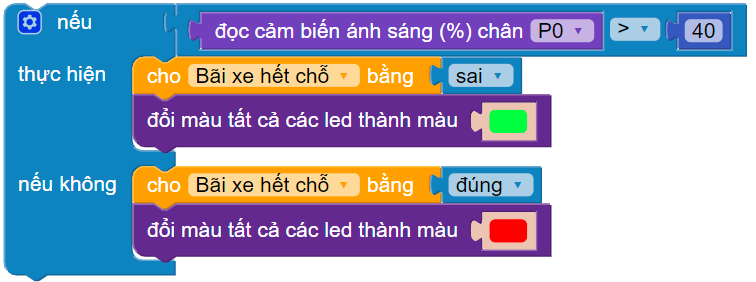 nếu đọc cảm biến ánh sáng (%) chân P0 > 40
thực hiện cho Bãi xe hết chỗ bằng sai
đổi màu tất cả các led thành màu
nếu không cho Bãi xe hết chỗ bằng đúng
đổi màu tất cả các led thành màu